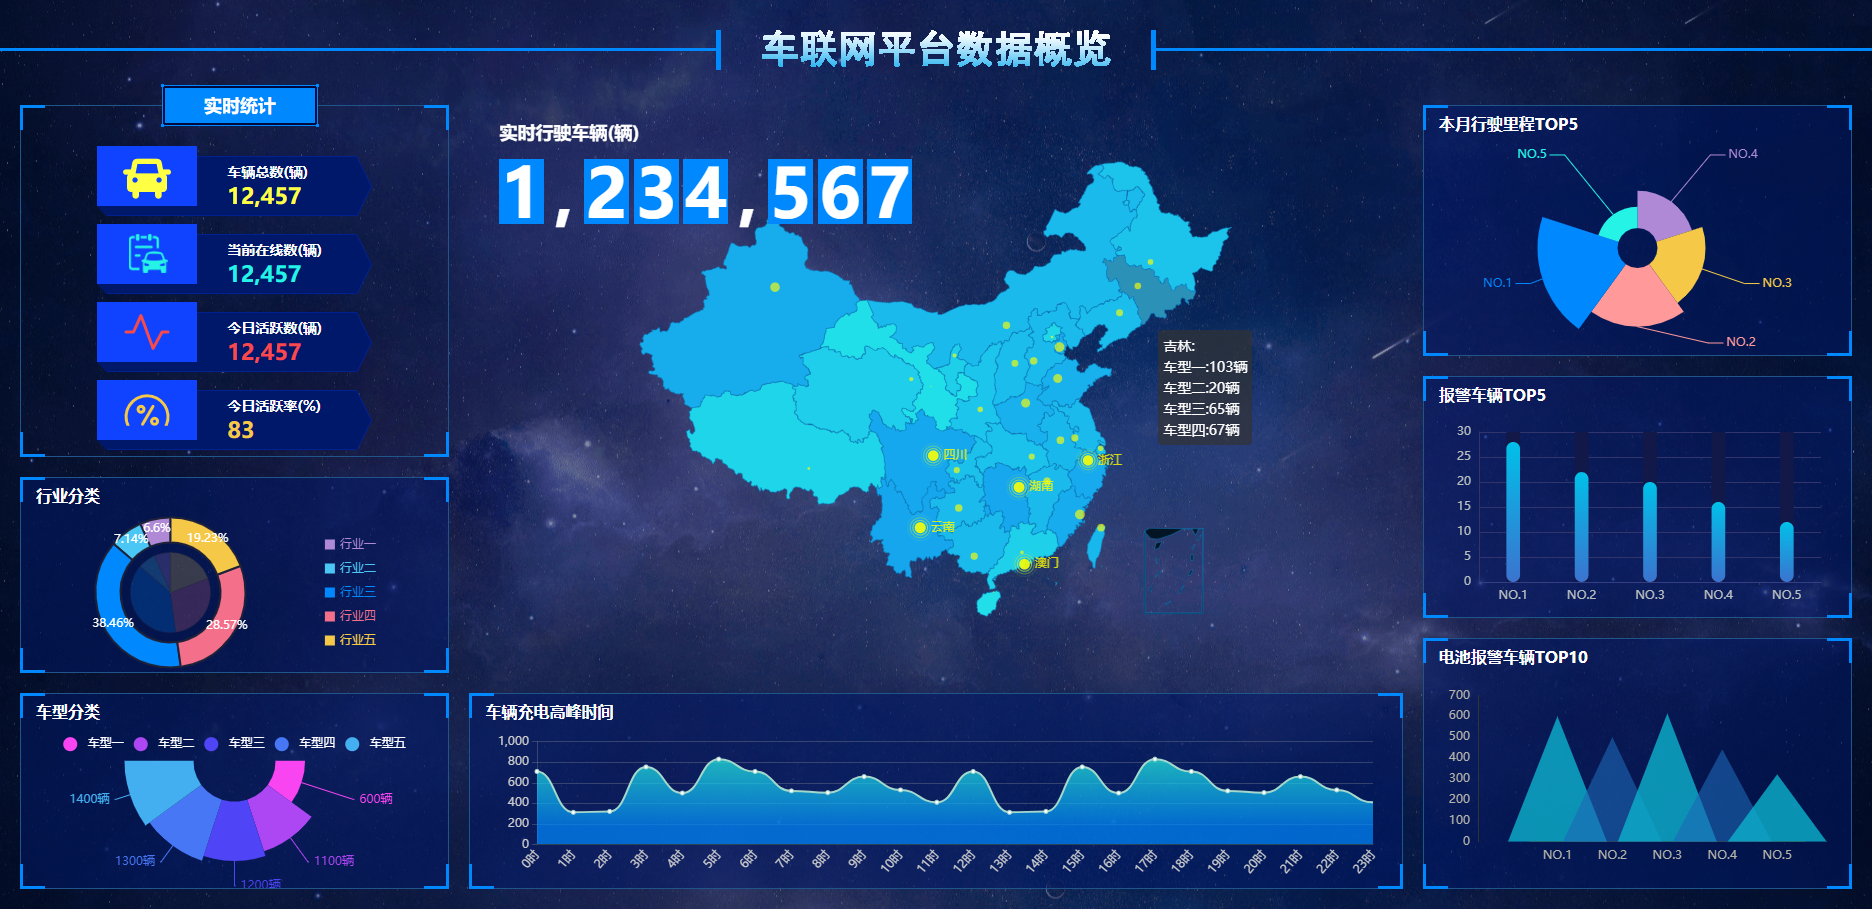 车联网平台数据概览
实时统计
车辆总数(辆)
12,457
当前在线数(辆)
12,457
今日活跃数(辆)
12,457
今日活跃率(%)
83
行业分类
6.6%
7.14%
19.23%
38.46%
28.57%
行业一
行业二
行业三
行业四
行业五
车型分类
车型一 车型二 车型三 车型四 车型五
1400辆
600辆
1300辆
1100辆
1200辆
实时行驶车辆(辆)
1,234,567
吉林:
车型一:103辆
车型二:20辆
车型三:65辆
车型四:67辆
四川
浙江
湖南
云南
澳门
车辆充电高峰时间
1,000
800
600
400
200
0
0时 1时 2时 3时 4时 5时 6时 7时 8时 9时 10时 11时 12时 13时 14时 15时 16时 17时 18时 19时 20时 21时 22时 23时
本月行驶里程TOP5
NO.5
NO.4
NO.1
NO.3
NO.2
报警车辆TOP5
30
25
20
15
10
5
0
NO.1 NO.2 NO.3 NO.4 NO.5
电池报警车辆TOP10
700
600
500
400
300
200
100
0
NO.1 NO.2 NO.3 NO.4 NO.5